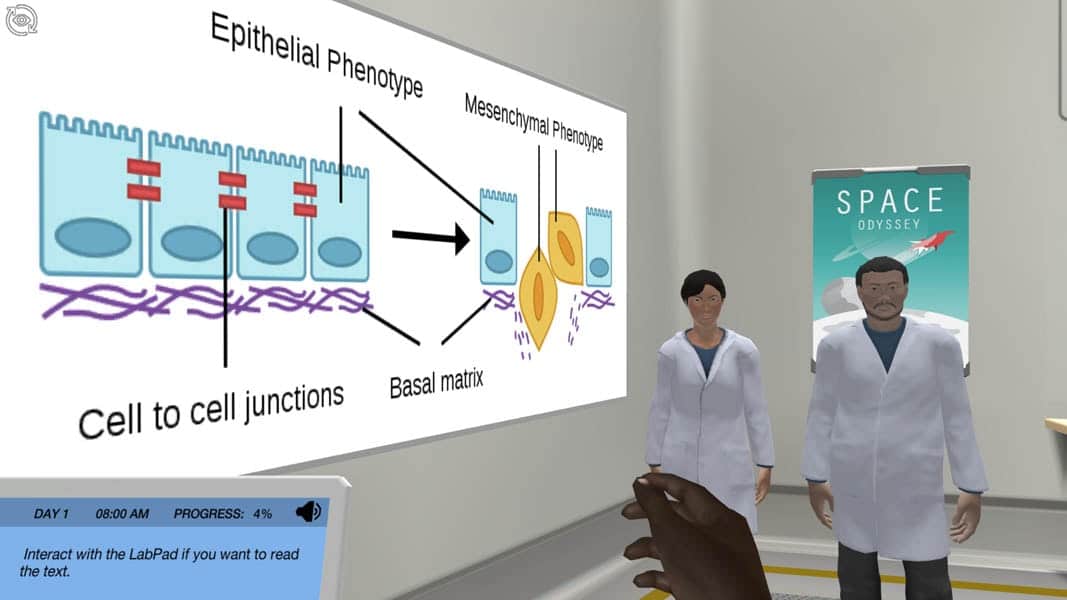 Epithelial Phenotype
Mesenchymal Phenotype
Cell to cell junctions
Basal matrix
SPACE
ODYSSEY
DAY 1 08:00 AM PROGRESS: 4%
Interact with the LabPad if you want to read
the text.